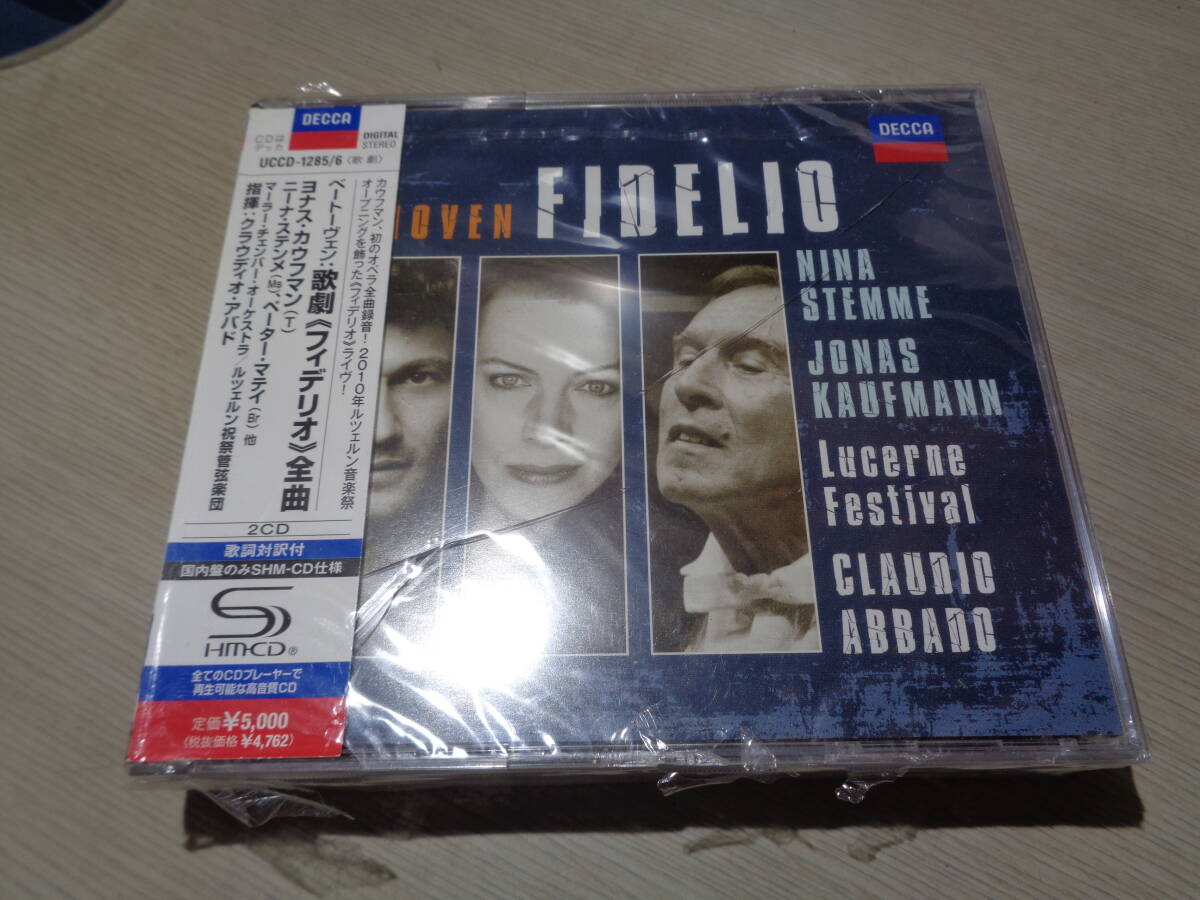 CDは
デッカ
DECCA
DIGITAL
STEREO
UCCD-1285/6〈歌 劇〉
カウフマン、初のオペラ全曲録音！2010年ルツェルン音楽祭
オープニングを飾った《フィデリオ》ライヴ！
ベートーヴェン：歌劇《フィデリオ》全曲
ヨナス・カウフマン（T）
ニーナ・ステンメ（Ms）、ペーター・マテイ（Br）他
マーラー・チェンバー・オーケストラ／ルツェルン祝祭管弦楽団
指揮：クラウディオ・アバド
2CD
歌詞対訳付
国内盤のみSHM-CD仕様
SHM-CD®
全てのCDプレーヤーで
再生可能な高音質CD
定価¥5,000
(税抜価格¥4,762)
DECCA
HOVEN FIDELIO
NINA
STEMME
JONAS
KAUFMANN
Lucerne
Festival
CLAUDIO
ABBADO